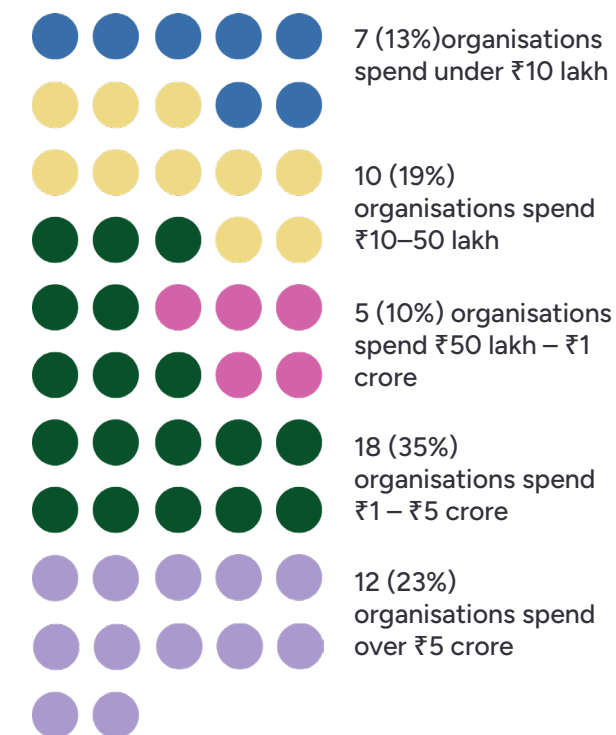 7 (13%)organisations
spend under ₹10 lakh
10 (19%)
organisations spend
₹10–50 lakh
5 (10%) organisations
spend ₹50 lakh – ₹1
crore
18 (35%)
organisations spend
₹1 – ₹5 crore
12 (23%)
organisations spend
over ₹5 crore